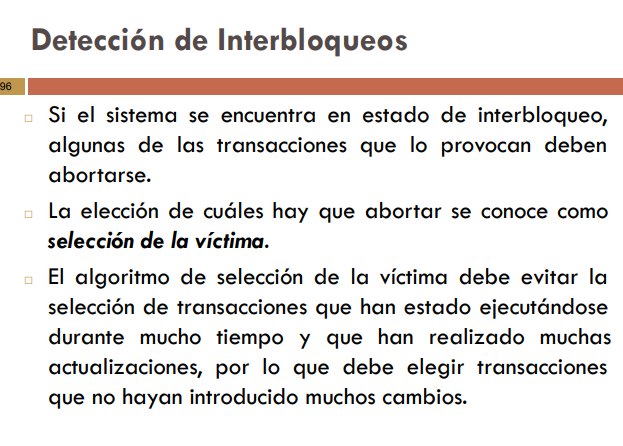 Detección de Interbloqueos
96
Si el sistema se encuentra en estado de interbloqueo,
algunas de las transacciones que lo provocan deben
abortarse.
La elección de cuáles hay que abortar se conoce como
selección de la víctima.
El algoritmo de selección de la víctima debe evitar la
selección de transacciones que han estado ejecutándose
durante mucho tiempo y que han realizado muchas
actualizaciones, por lo que debe elegir transacciones
que no hayan introducido muchos cambios.